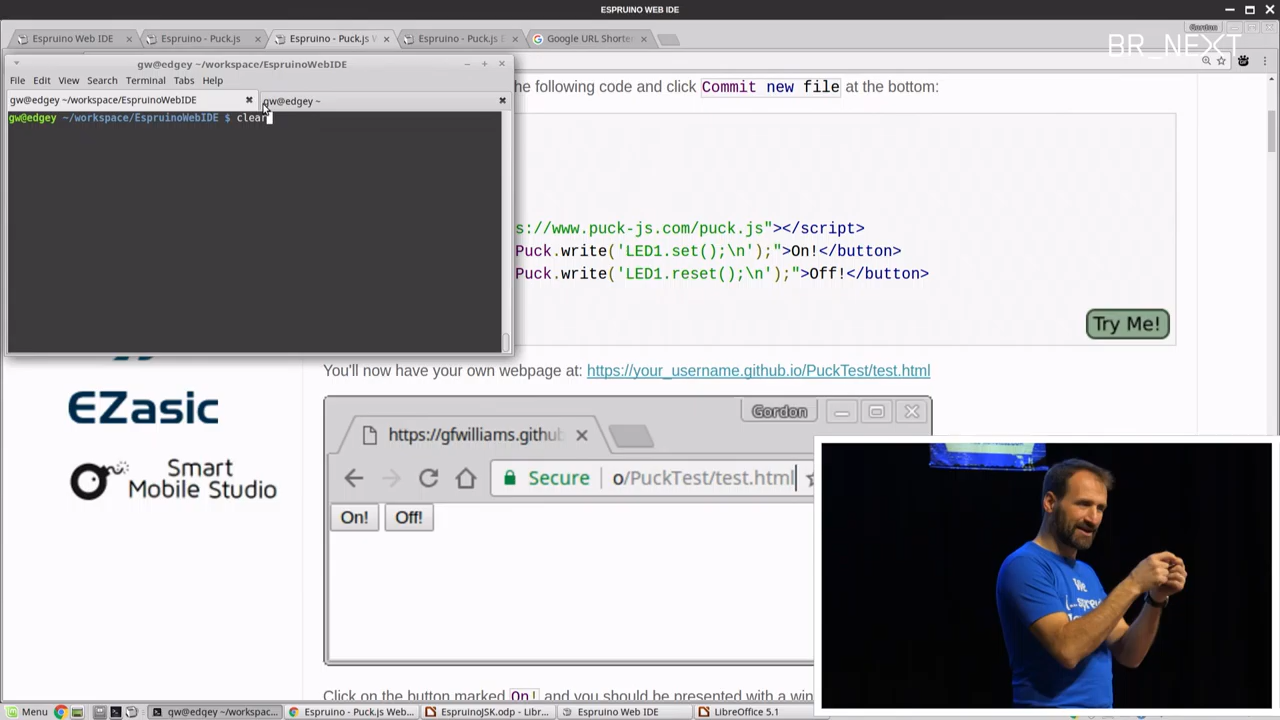 ESPRUINO WEB IDE
Espruino Web IDE
Espruino - Puck.js
Espruino - Puck.js W
Espruino - Puck.js
Google URL Shorte
Gordon
BR_NEXT
gw@edgey ~/workspace/EspruinoWebIDE
File Edit View Search Terminal Tabs Help
gw@edgey ~/workspace/EspruinoWebIDE
gw@edgey ~
gw@edgey ~/workspace/EspruinoWebIDE $ clear
the following code and click Commit new file at the bottom:
s://www.puck-js.com/puck.js"></script>
Puck.write('LED1.set();\n');">On!</button>
Puck.write('LED1.reset();\n');">Off!</button>
Try Me!
You'll now have your own webpage at: https://your_username.github.io/PuckTest/test.html
EZasic
Smart
Mobile Studio
Gordon
https://gfwilliams.github
Secure
o/PuckTest/test.html
On!
Off!
We
Click on the button marked On! and you should be presented with a win
Menu
gw@edgey ~/workspac...
Espruino - Puck.js Web...
EspruinoJSK.odp - Libr...
Espruino Web IDE
LibreOffice 5.1